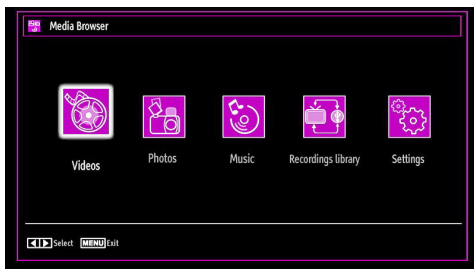 Media Browser
Videos
Photos
Music
Recordings library
Settings
Select MENU Exit